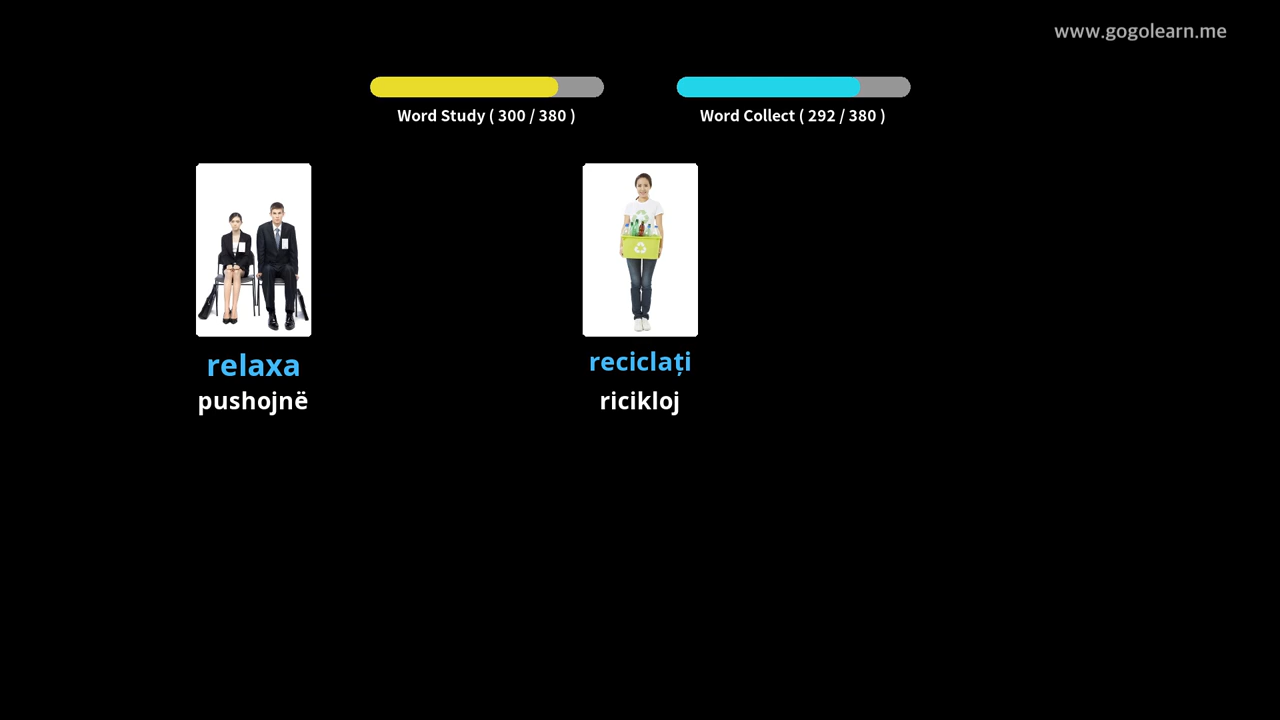 www.gogolearn.me
Word Study ( 300 / 380 )
Word Collect ( 292 / 380 )
relaxa
pushojnë
reciclați
ricikloj